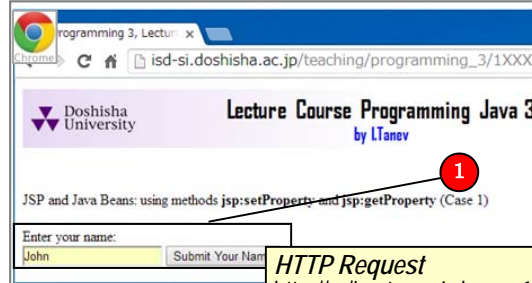 rogramming 3, Lectur
Chrome
isd-si.doshisha.ac.jp/teaching/programming_3/1XXX
Doshisha
University
Lecture Course Programming Java 3
by I.Tanev
1
JSP and Java Beans: using methods jsp:setProperty and jsp:getProperty (Case 1)
Enter your name:
John
Submit Your Nam
HTTP Request